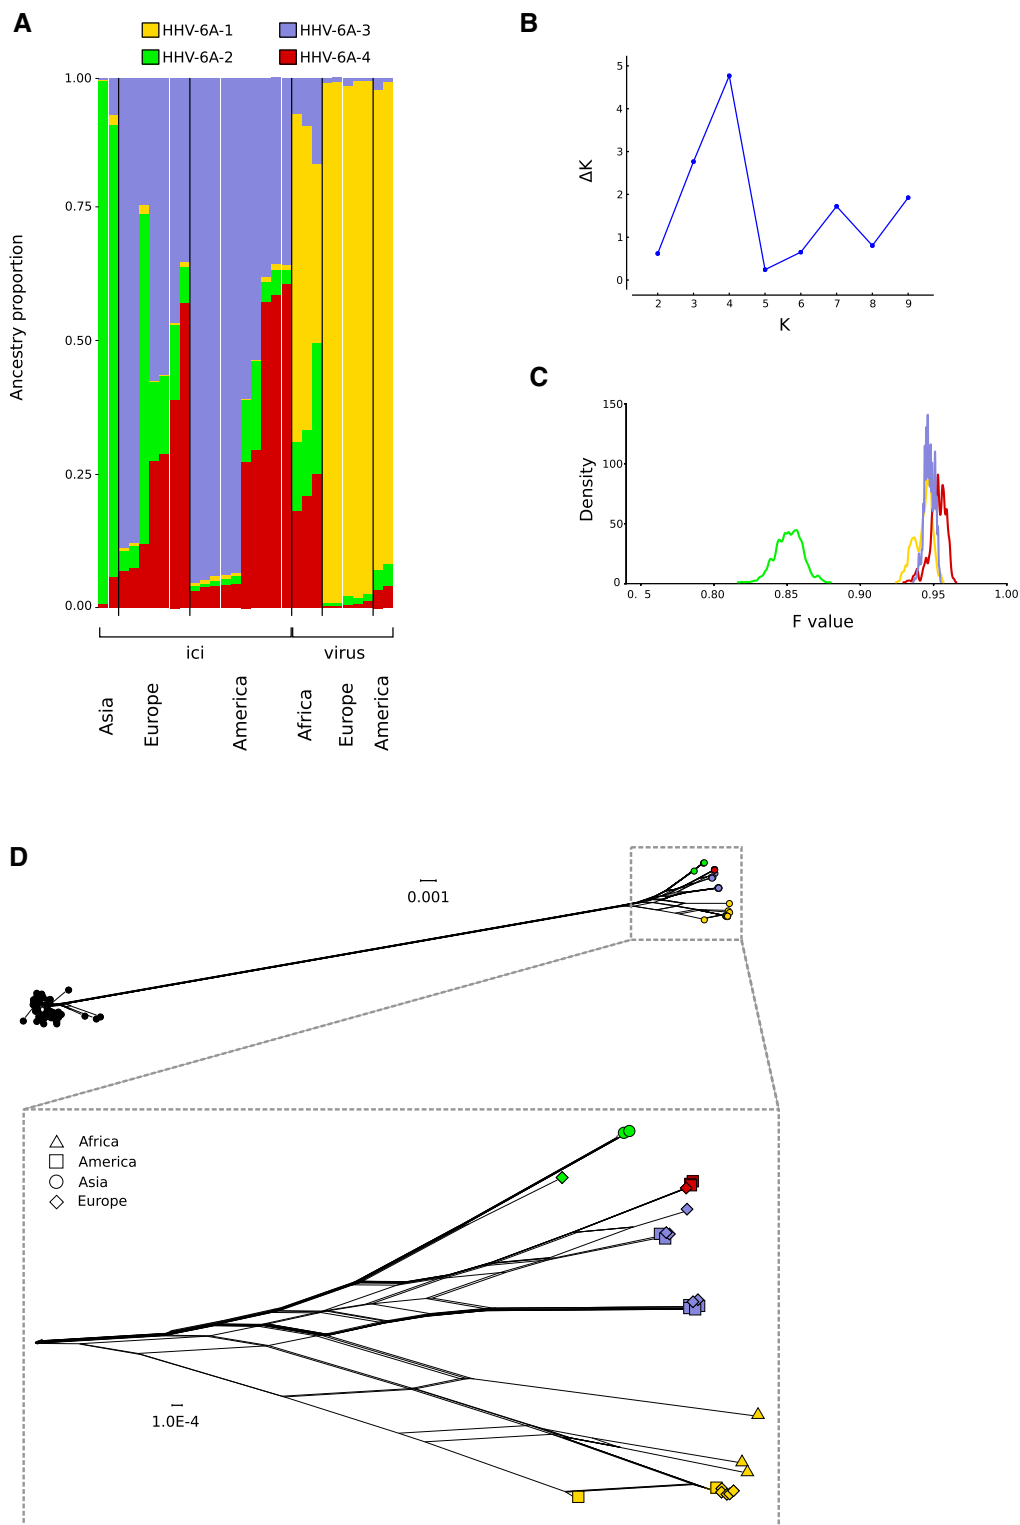 A
HHV-6A-1
HHV-6A-3
HHV-6A-2
HHV-6A-4
1.00
0.75
0.50
0.25
0.00
Ancestry proportion
ici
virus
Asia
Europe
America
Africa
Europe
America
B
5
4
3
2
1
0
ΔK
2 3 4 5 6 7 8 9
K
C
150
100
50
0
Density
0. 5 0.80 0.85 0.90 0.95 1.00
F value
D
0.001
Africa
America
Asia
Europe
1.0E-4